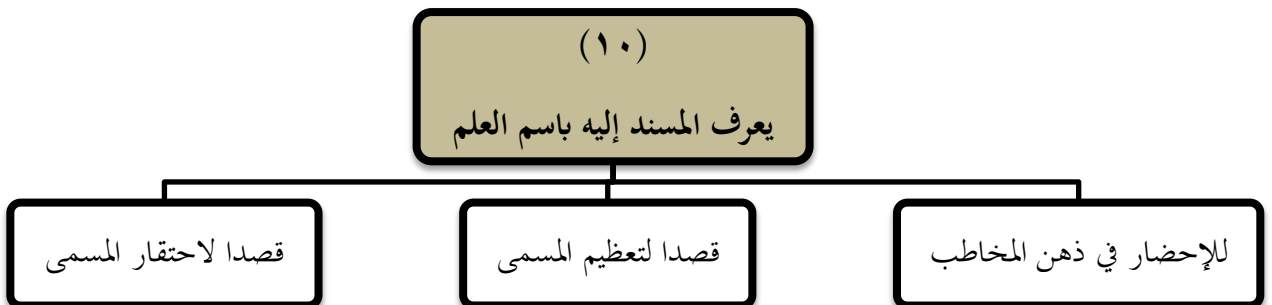 (١٠)
يعرف المسند إليه باسم العلم
للإحضار في ذهن المخاطب
قصدا لتعظيم المسمى
قصدا لاحتقار المسمى